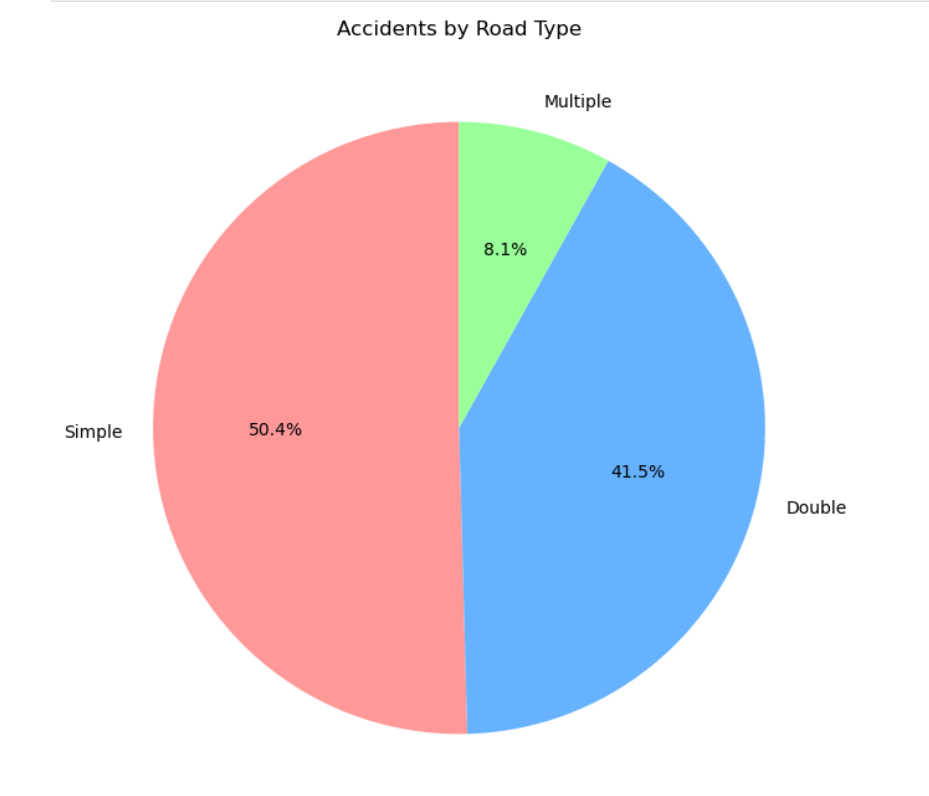 Accidents by Road Type
Multiple
8.1%
Simple
50.4%
41.5%
Double